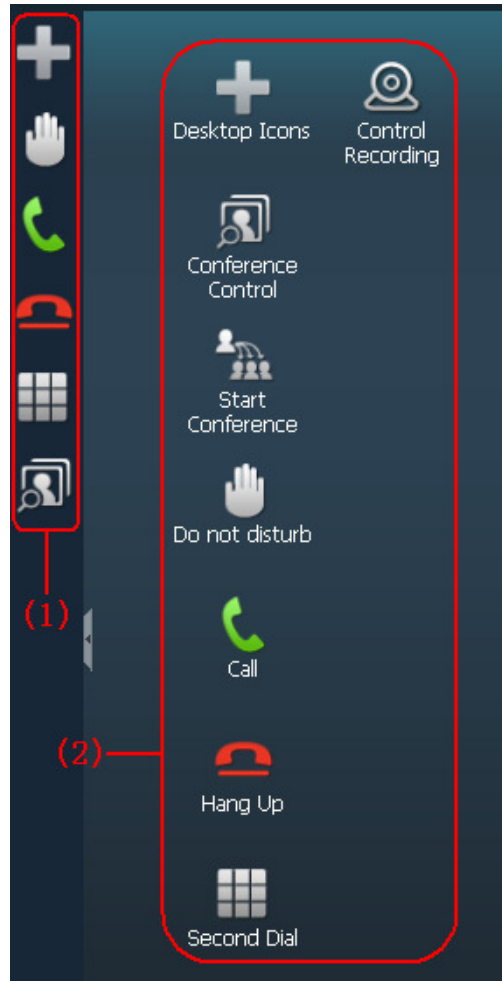 Desktop Icons
Control
Recording
Conference
Control
Start
Conference
Do not disturb
(1)
Call
(2)
Hang Up
Second Dial